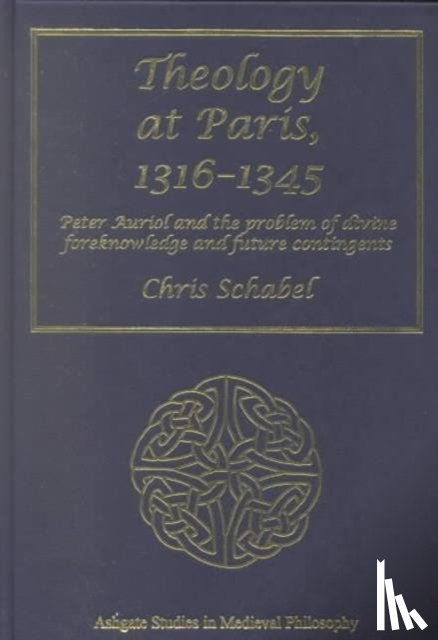 Theology
at Paris,
1316–1345
Peter Auriol and the problem of divine
foreknowledge and future contingents
Chris Schabel
Ashgate Studies in Medieval Philosophy